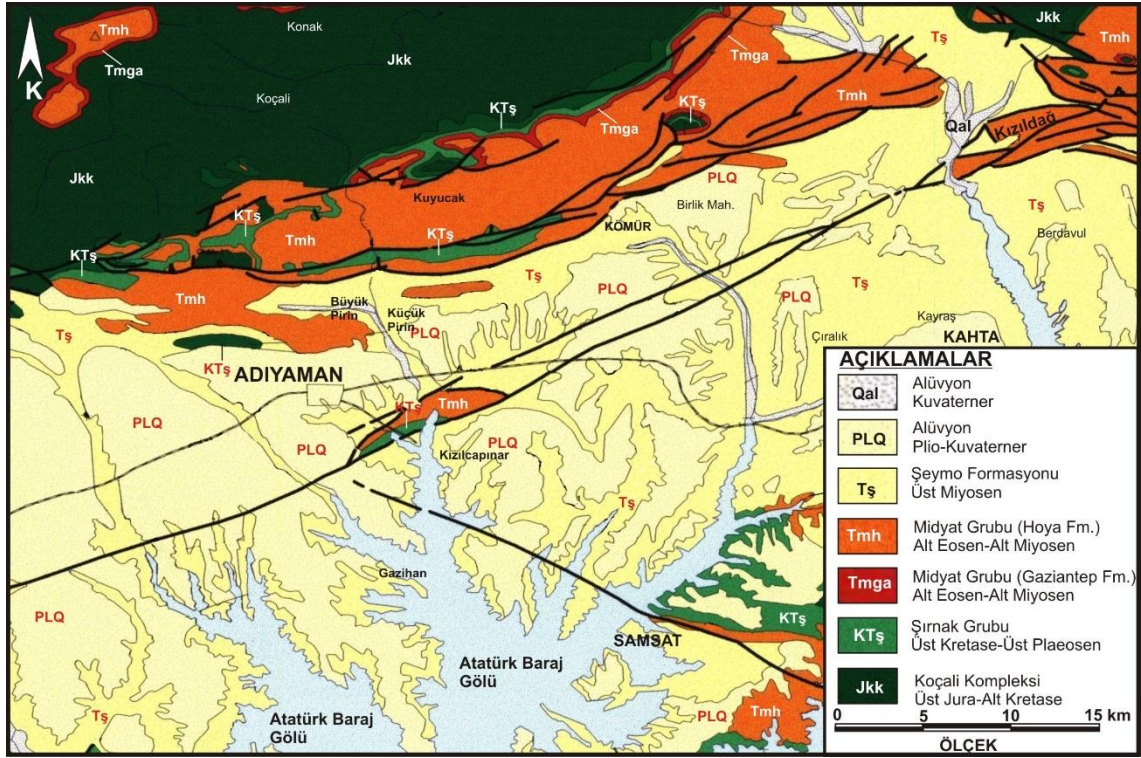 Tmh
Tmga
K
Konak
Jkk
Koçali
Jkk
KTş
Tmga
KTş
Tmga
Tmh
Tş
Jkk
Tmh
Qal
Kızıldağ
KTş
KTş
Tmh
Kuyucak
KTş
KÖMÜR
PLQ
Birlik Mah.
Tş
Berdavul
Tmh
Tş
Büyük
Pirin
Küçük
Pirin
PLQ
Tş
PLQ
Tş
PLQ
Çıralık
Kayraş
KAHTA
KTş
ADIYAMAN
PLQ
KTş
Tmh
PLQ
Kızılcapınar
PLQ
Tş
Gazihan
PLQ
SAMSAT
KTş
Atatürk Baraj
Gölü
Atatürk Baraj
Gölü
Tş
PLQ
Tmh
AÇIKLAMALAR
Qal
Alüvyon
Kuvaterner
PLQ
Alüvyon
Plio-Kuvaterner
Tş
Şeymo Formasyonu
Üst Miyosen
Tmh
Midyat Grubu (Hoya Fm.)
Alt Eosen-Alt Miyosen
Tmga
Midyat Grubu (Gaziantep Fm.)
Alt Eosen-Alt Miyosen
KTş
Şırnak Grubu
Üst Kretase-Üst Plaeosen
Jkk
Koçali Kompleksi
Üst Jura-Alt Kretase
0 5 10 15 km
ÖLÇEK